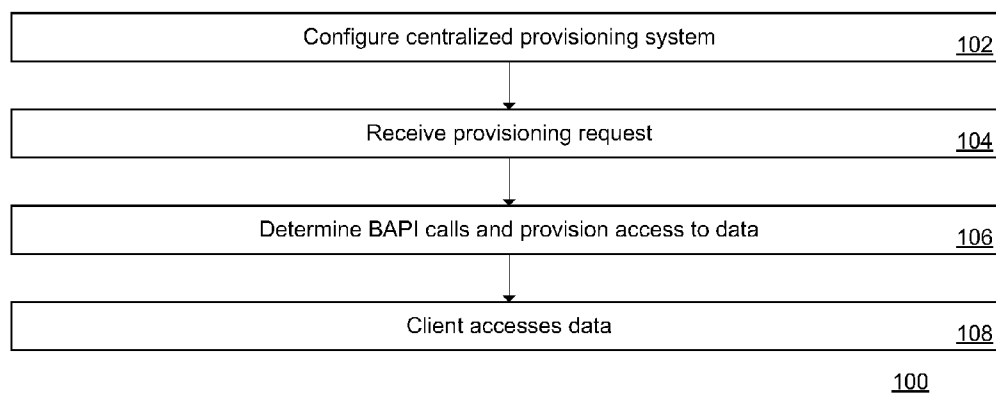 Configure centralized provisioning system
102
Receive provisioning request
104
Determine BAPI calls and provision access to data
106
Client accesses data
108
100